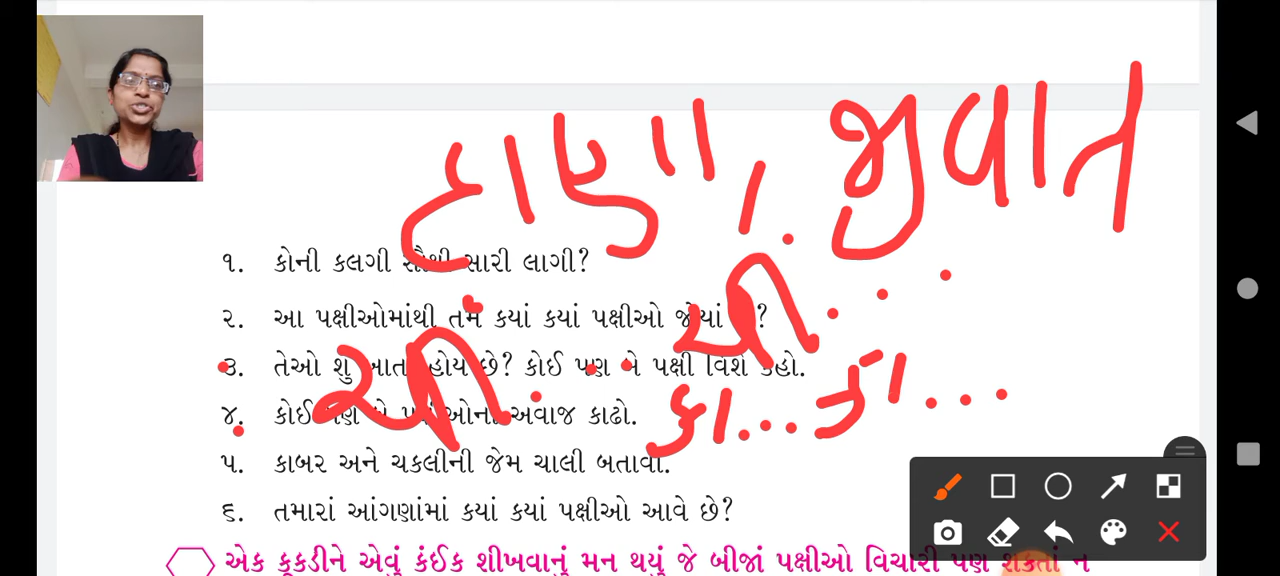 દાણા, જીવાત
૧. કોની કલગી સૌથી સારી લાગી?
૨. આ પક્ષીઓમાંથી તમે કયાં કયાં પક્ષીઓ જોયાં છે?
ચીં...
૩. તેઓ શું ખાતાં હોય છે? કોઈ પણ બે પક્ષી વિશે કહો.
ચીં...
કા...કા...
૪. કોઈ પણ બે પક્ષીઓના અવાજ કાઢો.
૫. કાબર અને ચકલીની જેમ ચાલી બતાવો.
૬. તમારાં આંગણાંમાં કયાં કયાં પક્ષીઓ આવે છે?
એક કૂકડીને એવું કંઈક શીખવાનું મન થયું જે બીજાં પક્ષીઓ વિચારી પણ શકતાં ન